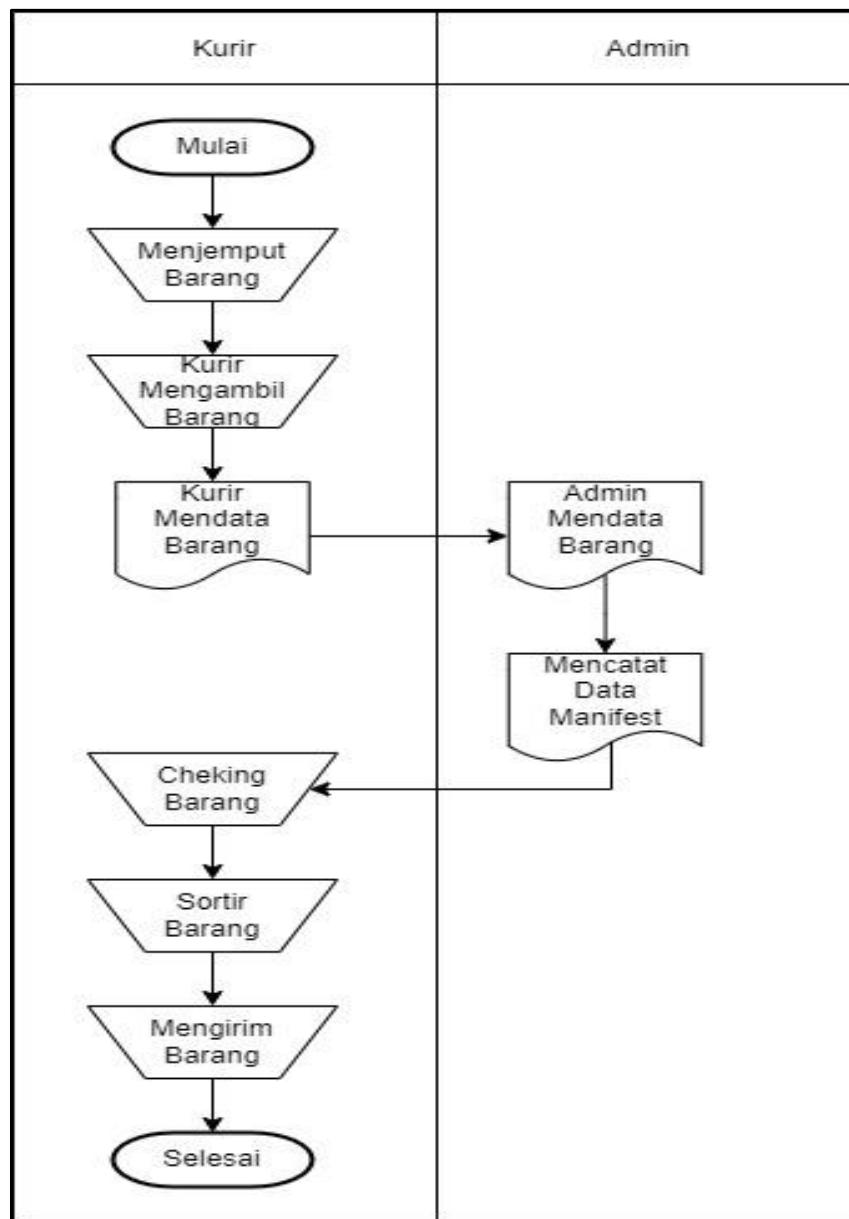 Kurir
Admin
Mulai
Menjemput
Barang
Kurir
Mengambil
Barang
Kurir
Mendata
Barang
Admin
Mendata
Barang
Mencatat
Data
Manifest
Cheking
Barang
Sortir
Barang
Mengirim
Barang
Selesai